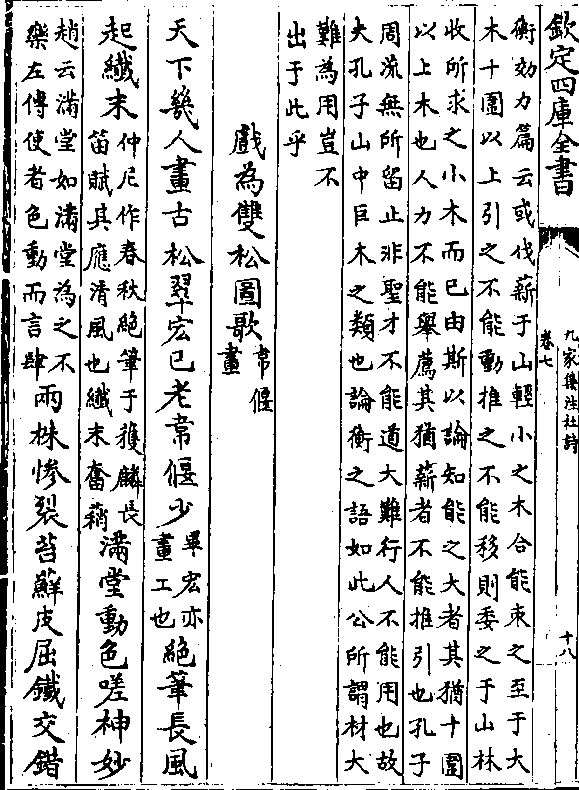 欽定四庫全書
九家集注杜詩
卷七
十八
衡効力篇云或伐薪于山輕小之木合能束之至于大
木十圍以上引之不能動推之不能移則委之于山林
收所求之小木而已由斯以論知能之大者其猶十圍
以上木也人力不能舉薦其猶薪者不能推引也孔子
周流無所留止非聖才不能道大難行人不能用也故
大孔子山中巨木之類也論衡之語如此公所謂材大
難為用豈不
出于此乎
戲為雙松圖歌韋偃畫
天下幾人畫古松翠宏已老韋偃少畢宏亦畫工也絕筆長風
起纖末仲尼作春秋絕筆于獲麟長笛賦其應清風也纖末奮藾滿堂動色嗟神妙
趙云滿堂如滿堂為之不樂左傳使者色動而言肆兩株慘裂苔蘚皮屈鐵交錯